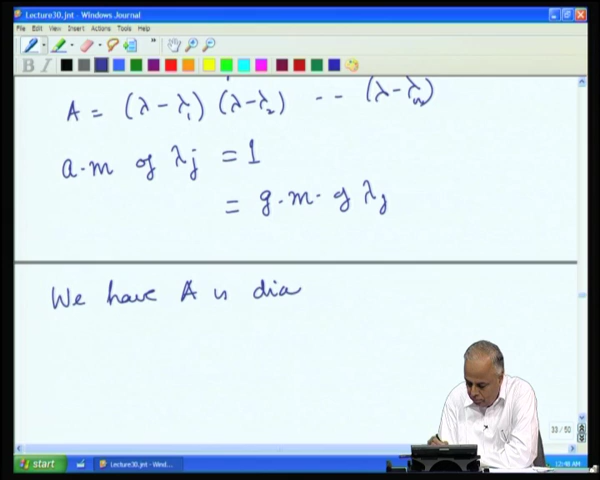 Lecture30.jnt - Windows Journal
File Edit View Insert Actions Tools Help
B I
A = (λ - λ₁) (λ - λ₂) -- (λ - λₙ)
a.m of λj = 1
= g.m. of λj
We have A is dia
33 / 50
start
Lecture30.jnt - Wind...
12:48 AM